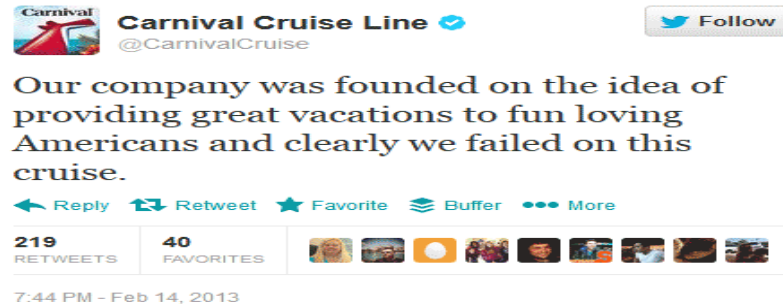 Carnival
Carnival Cruise Line
Follow
@CarnivalCruise
Our company was founded on the idea of
providing great vacations to fun loving
Americans and clearly we failed on this
cruise.
Reply Retweet Favorite Buffer More
219 40
RETWEETS FAVORITES
7:44 PM - Feb 14, 2013